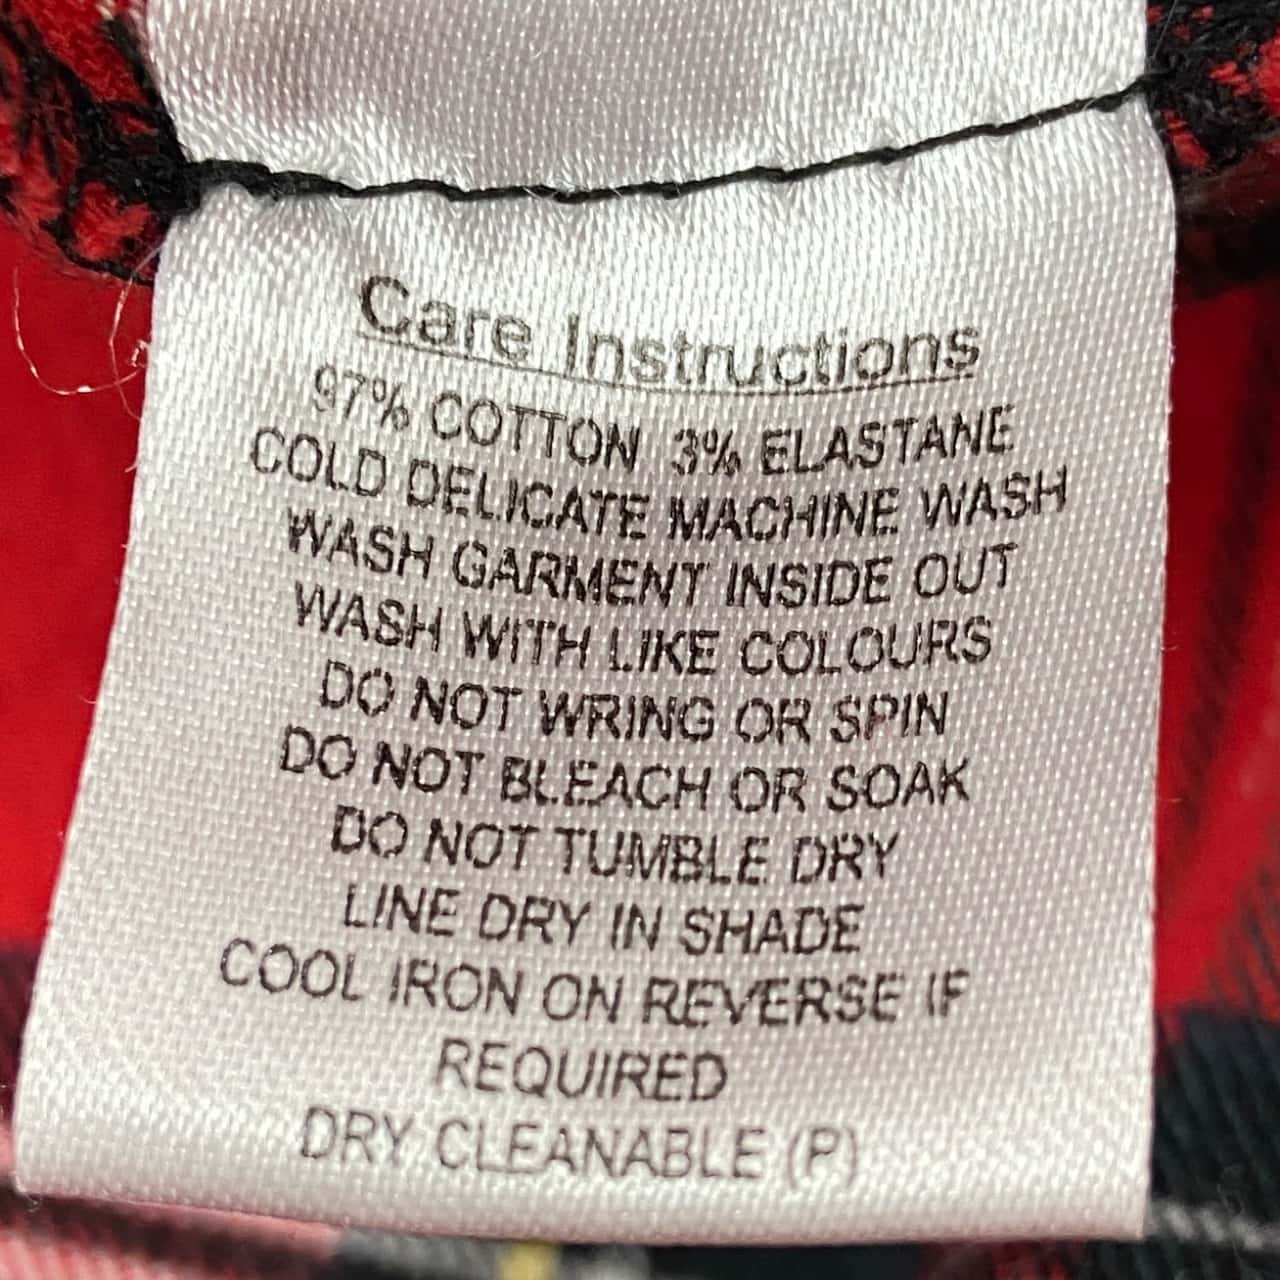 Care Instructions
97% COTTON 3% ELASTANE
COLD DELICATE MACHINE WASH
WASH GARMENT INSIDE OUT
WASH WITH LIKE COLOURS
DO NOT WRING OR SPIN
DO NOT BLEACH OR SOAK
DO NOT TUMBLE DRY
LINE DRY IN SHADE
COOL IRON ON REVERSE IF
REQUIRED
DRY CLEANABLE (P)